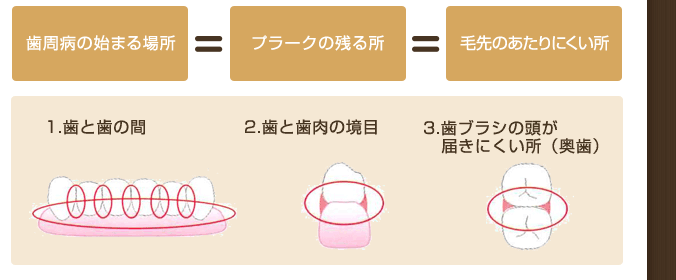 歯周病の始まる場所 = プラークの残る所 = 毛先のあたりにくい所
1.歯と歯の間
2.歯と歯肉の境目
3.歯ブラシの頭が
届きにくい所（奥歯）